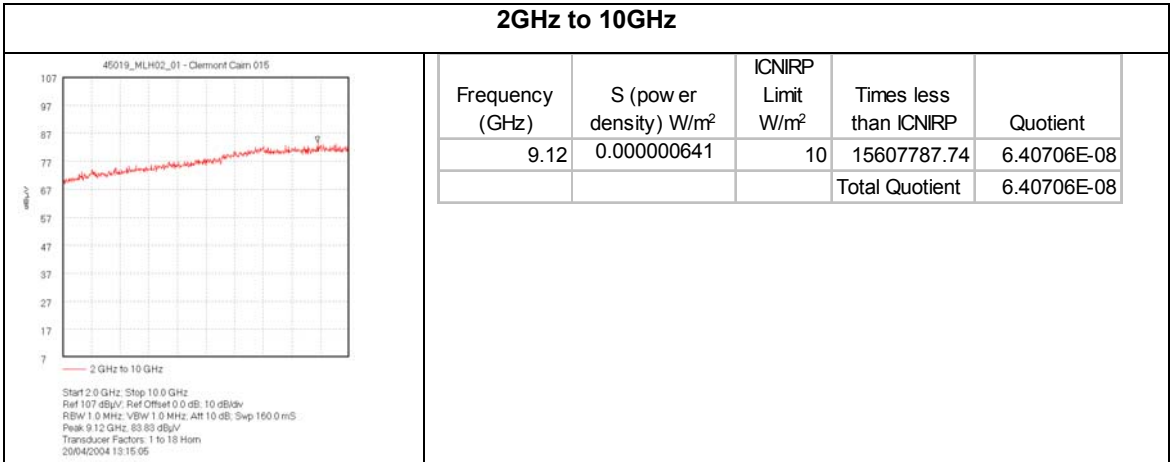 2GHz to 10GHz
45019_MLH02_01 - Clermont Cairn 015
107
97
87
77
67
57
47
37
27
17
7
dBµV
2 GHz to 10 GHz
Start 2.0 GHz; Stop 10.0 GHz
Ref 107 dBµV; Ref Offset 0.0 dB; 10 dB/div
RBW 1.0 MHz; VBW 1.0 MHz; Att 10 dB; Swp 160.0 mS
Peak 9.12 GHz, 83.83 dBµV
Transducer Factors: 1 to 18 Horn
20/04/2004 13:15:05
Frequency (GHz) S (pow er density) W/m² ICNIRP Limit W/m² Times less than ICNIRP Quotient
9.12 0.000000641 10 15607787.74 6.40706E-08
Total Quotient 6.40706E-08